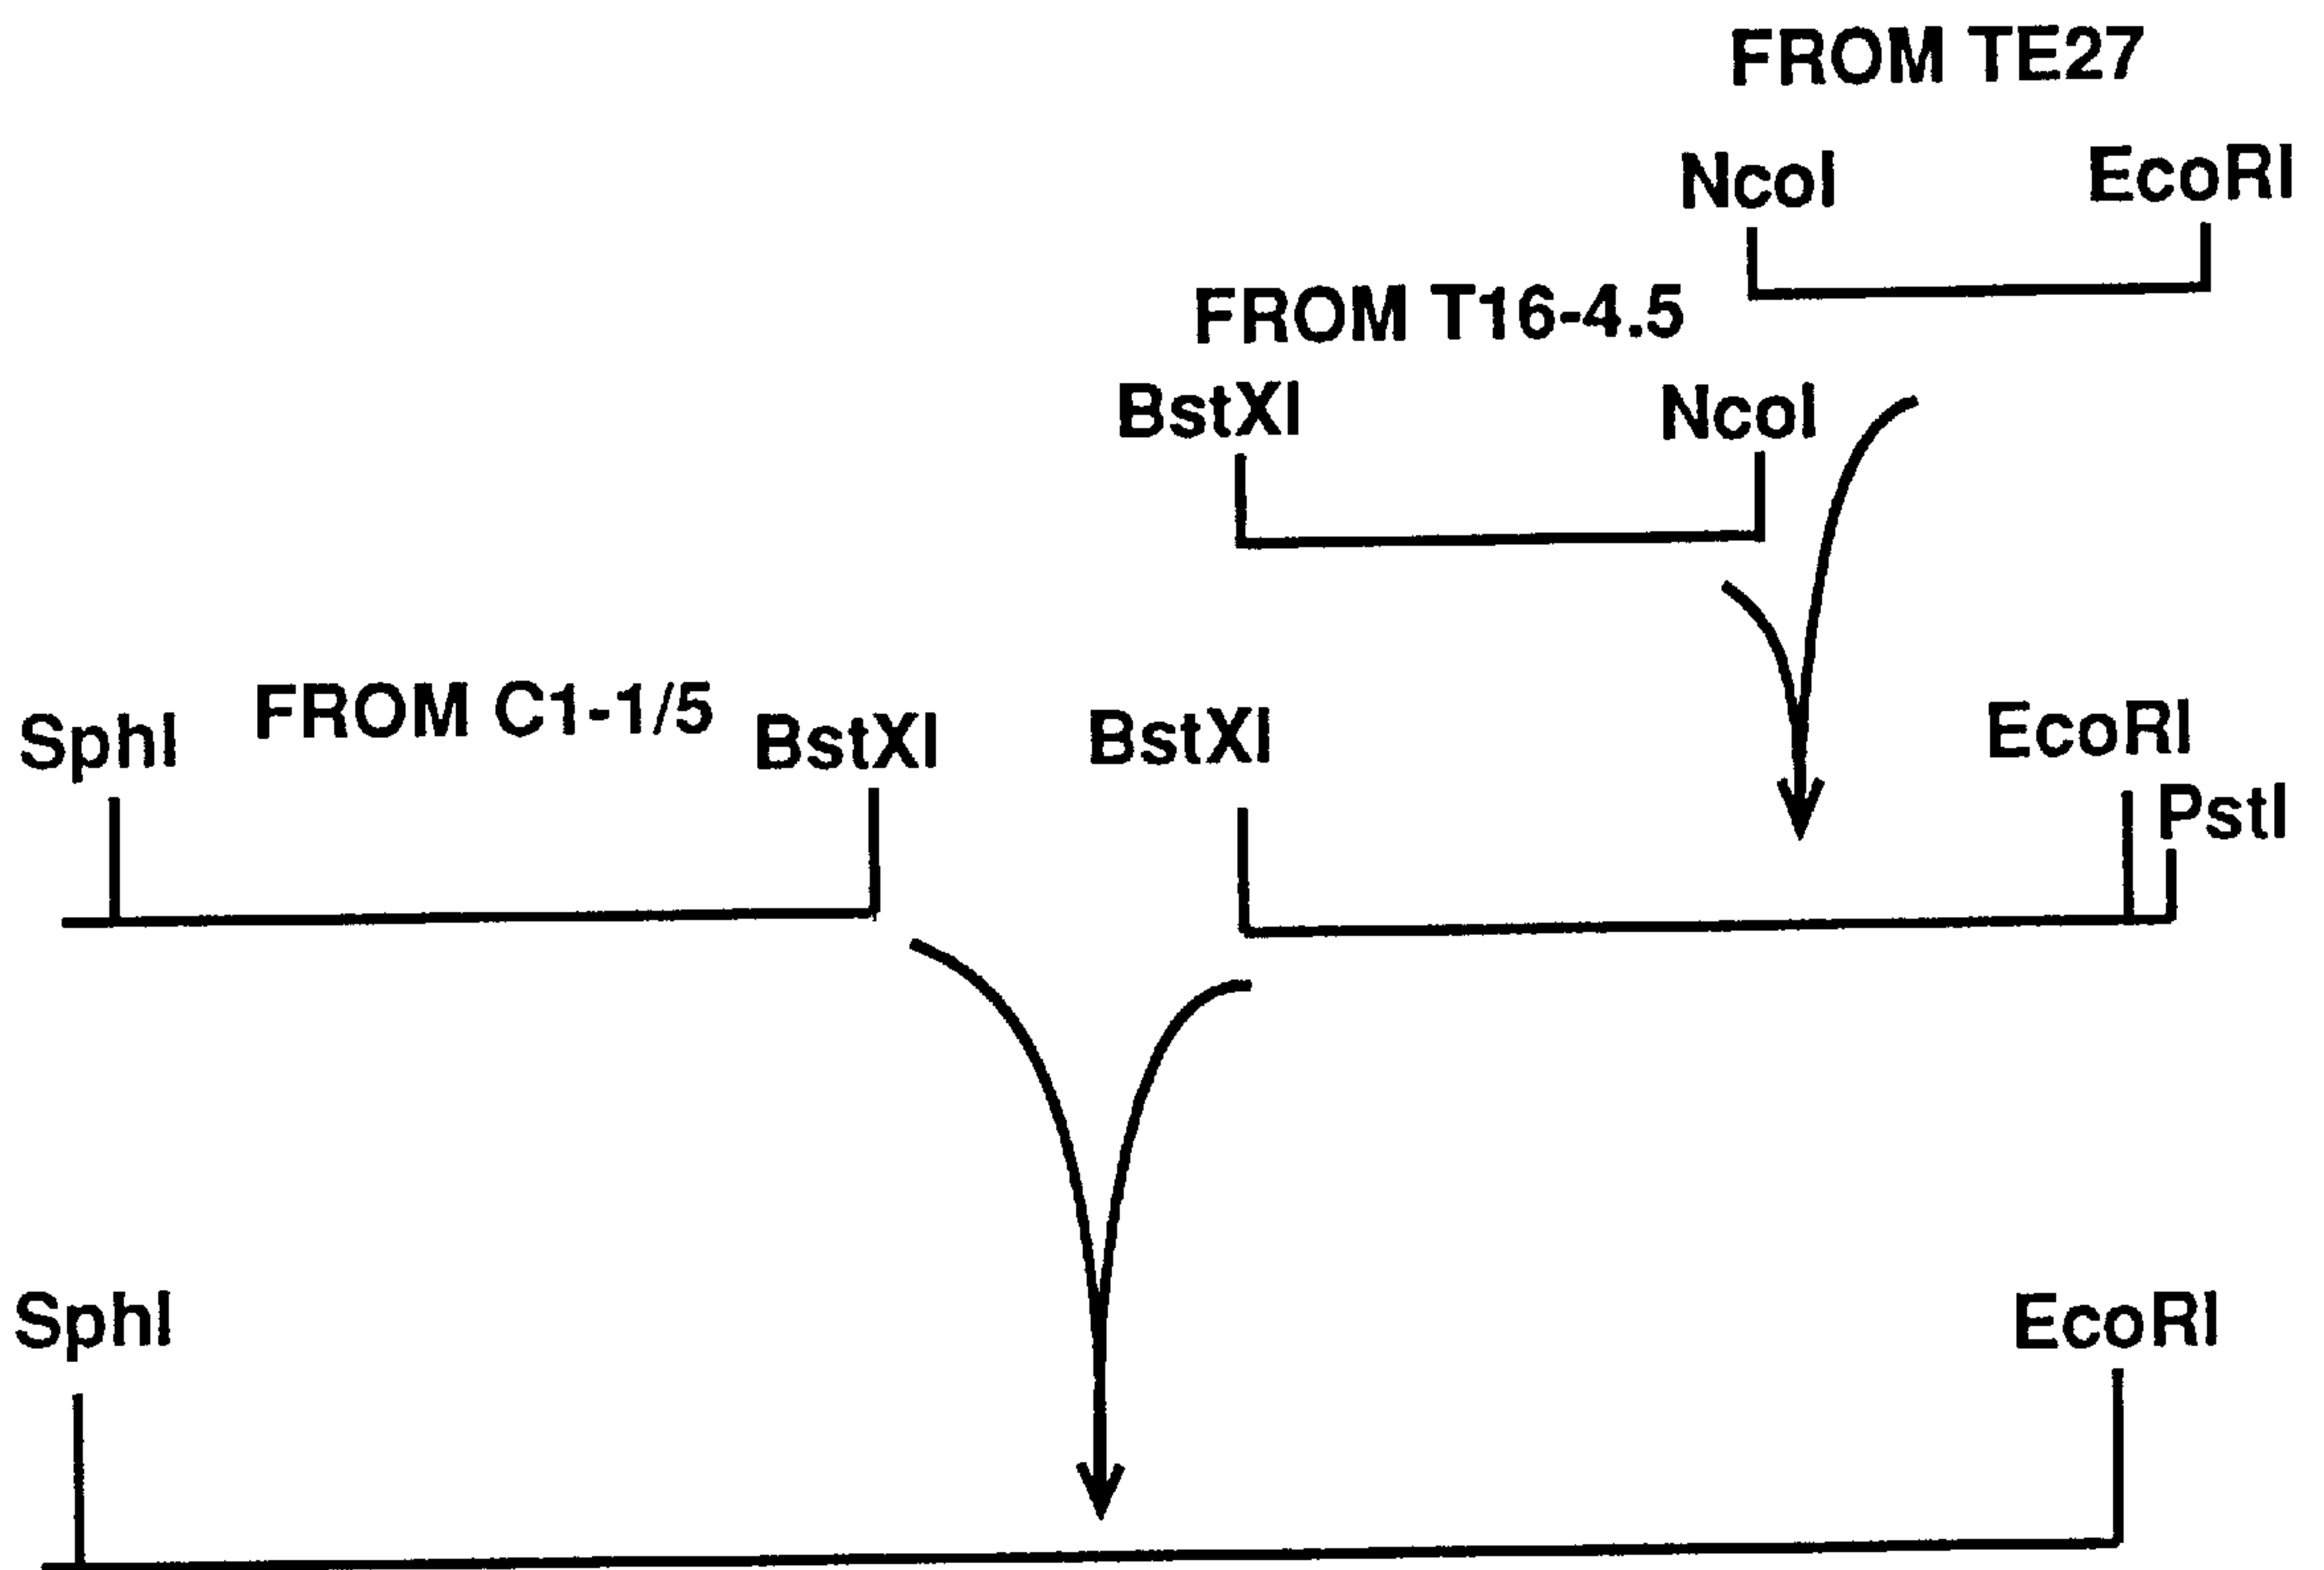 FROM TE27
NcoI EcoRI
FROM T16-4.5
BstXI NcoI
SphI FROM C1-1/5 BstXI BstXI EcoRI
PstI
SphI EcoRI